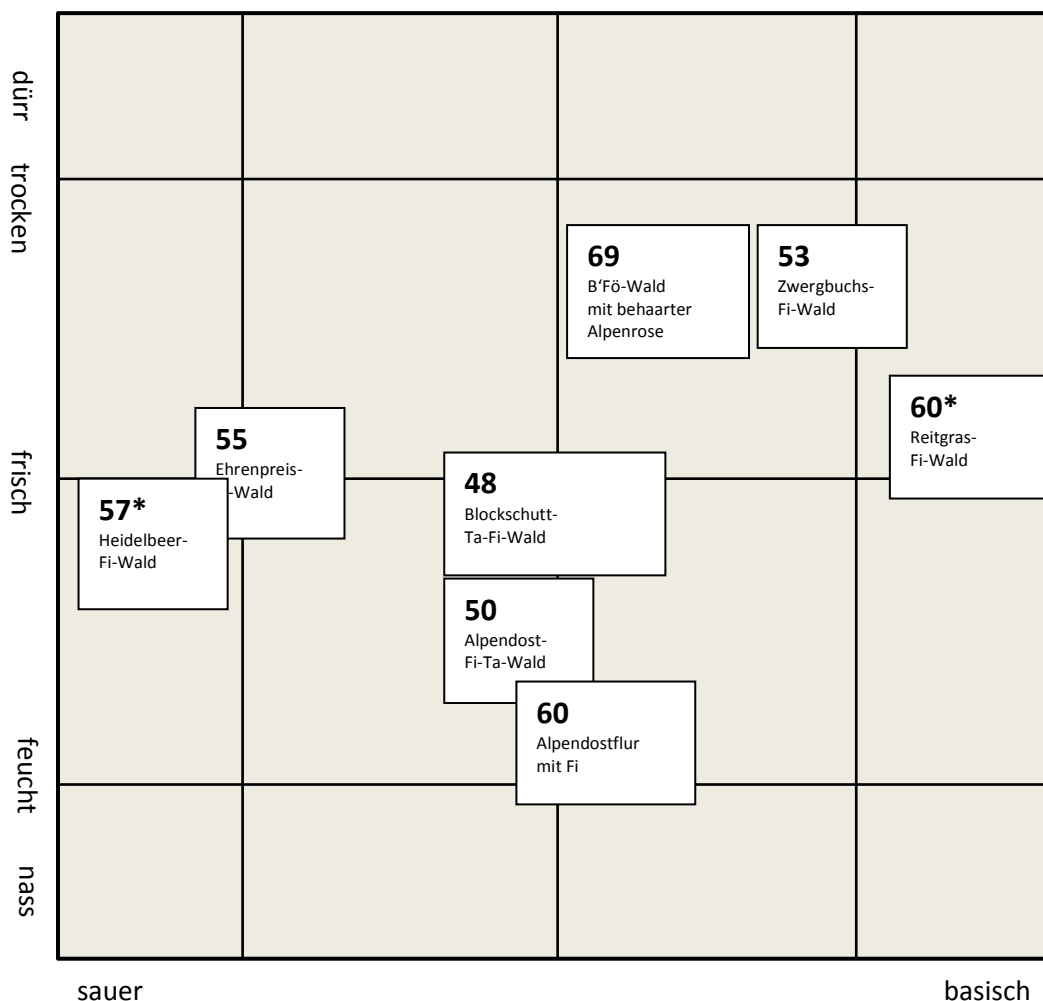 dürr
trocken
frisch
feucht
nass
69
B‘Fö-Wald
mit behaarter
Alpenrose
53
Zwergbuchs-
Fi-Wald
60*
Reitgras-
Fi-Wald
55
Ehrenpreis-
-Wald
57*
Heidelbeer-
Fi-Wald
48
Blockschutt-
Ta-Fi-Wald
50
Alpendost-
Fi-Ta-Wald
60
Alpendostflur
mit Fi
sauer
basisch